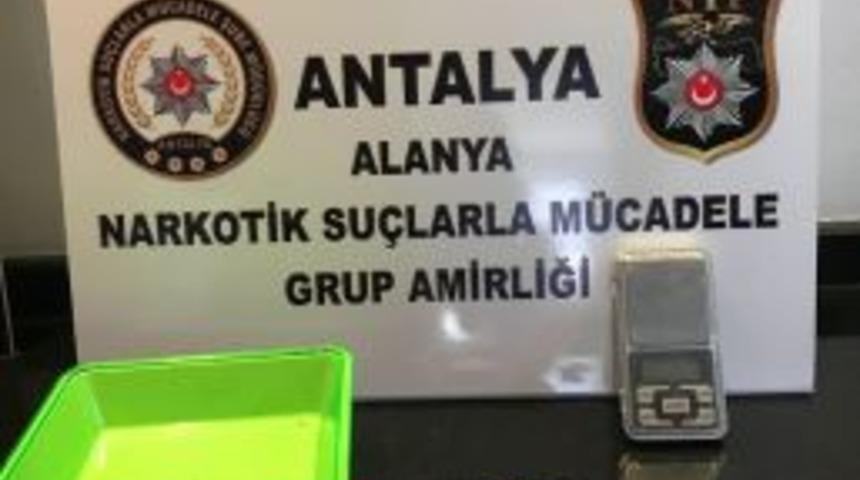 ANTALYA
ALANYA
NARKOTİK SUÇLARLA MÜCADELE
GRUP AMİRLİĞİ